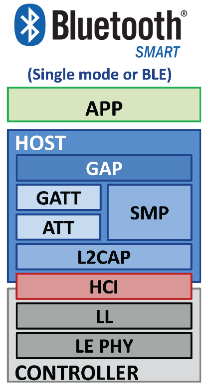 Bluetooth®
SMART
(Single mode or BLE)
APP
HOST
GAP
GATT
SMP
ATT
L2CAP
HCI
LL
LE PHY
CONTROLLER